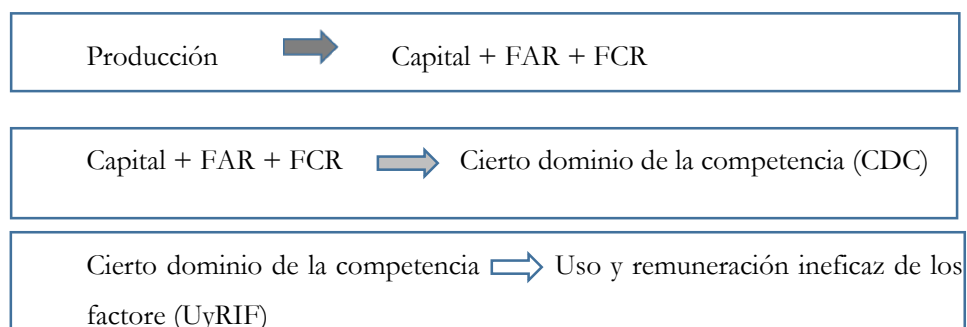 Producción Capital + FAR + FCR
Capital + FAR + FCR Cierto dominio de la competencia (CDC)
Cierto dominio de la competencia Uso y remuneración ineficaz de los
factore (UyRIF)